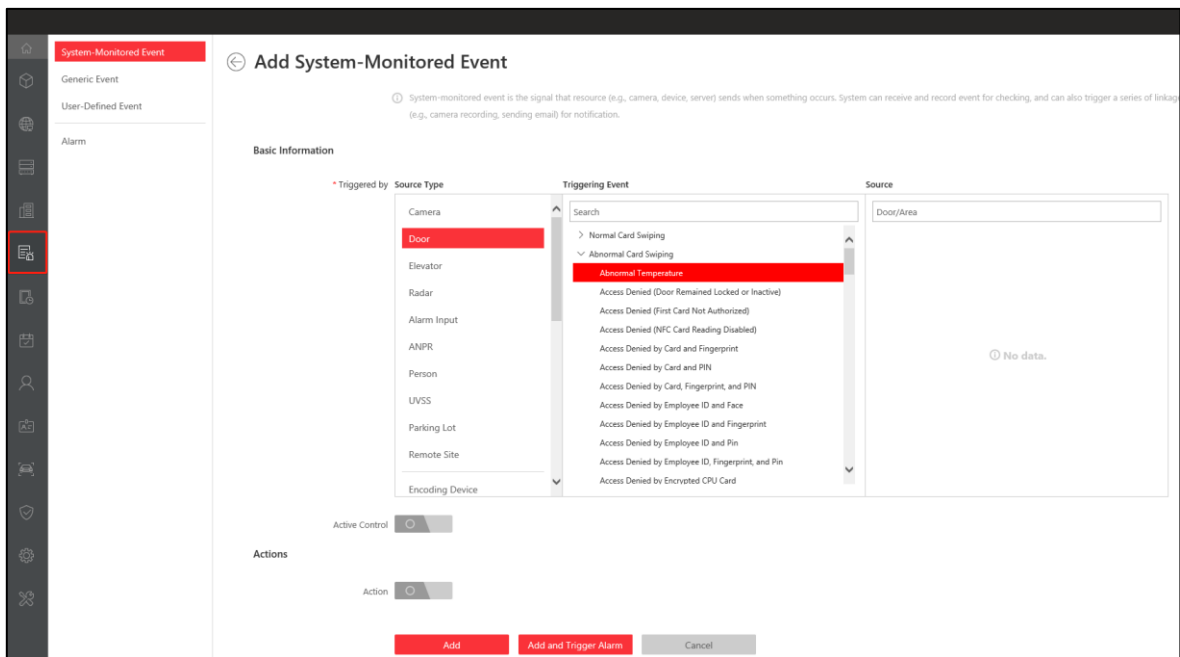 System-Monitored Event
Generic Event
User-Defined Event
Alarm
Add System-Monitored Event
System-monitored event is the signal that resource (e.g., camera, device, server) sends when something occurs. System can receive and record event for checking, and can also trigger a series of linkage
(e.g., camera recording, sending email) for notification.
Basic Information
* Triggered by
Source Type
Camera
Door
Elevator
Radar
Alarm Input
ANPR
Person
UVSS
Parking Lot
Remote Site
Encoding Device
Triggering Event
Search
Normal Card Swiping
Abnormal Card Swiping
Abnormal Temperature
Access Denied (Door Remained Locked or Inactive)
Access Denied (First Card Not Authorized)
Access Denied (NFC Card Reading Disabled)
Access Denied by Card and Fingerprint
Access Denied by Card and PIN
Access Denied by Card, Fingerprint, and PIN
Access Denied by Employee ID and Face
Access Denied by Employee ID and Fingerprint
Access Denied by Employee ID and Pin
Access Denied by Employee ID, Fingerprint, and Pin
Access Denied by Encrypted CPU Card
Source
Door/Area
No data.
Active Control
Actions
Action
Add
Add and Trigger Alarm
Cancel